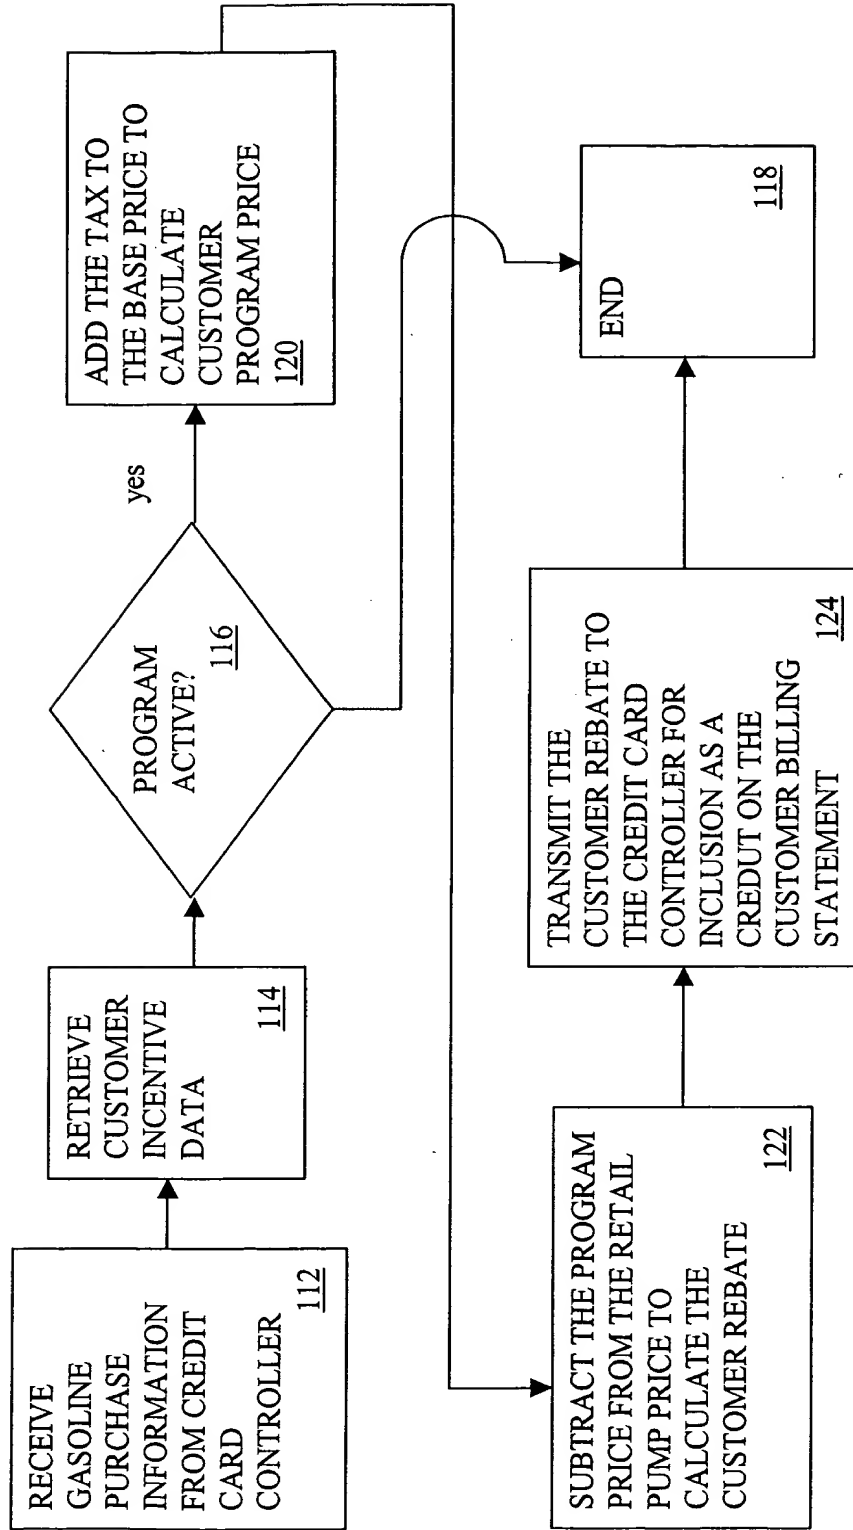 RECEIVE
GASOLINE
PURCHASE
INFORMATION
FROM CREDIT
CARD
CONTROLLER
112
RETRIEVE
CUSTOMER
INCENTIVE
DATA
114
PROGRAM
ACTIVE?
116
yes
ADD THE TAX TO
THE BASE PRICE TO
CALCULATE
CUSTOMER
PROGRAM PRICE
120
SUBTRACT THE PROGRAM
PRICE FROM THE RETAIL
PUMP PRICE TO
CALCULATE THE
CUSTOMER REBATE
122
TRANSMIT THE
CUSTOMER REBATE TO
THE CREDIT CARD
CONTROLLER FOR
INCLUSION AS A
CREDUT ON THE
CUSTOMER BILLING
STATEMENT
124
END
118